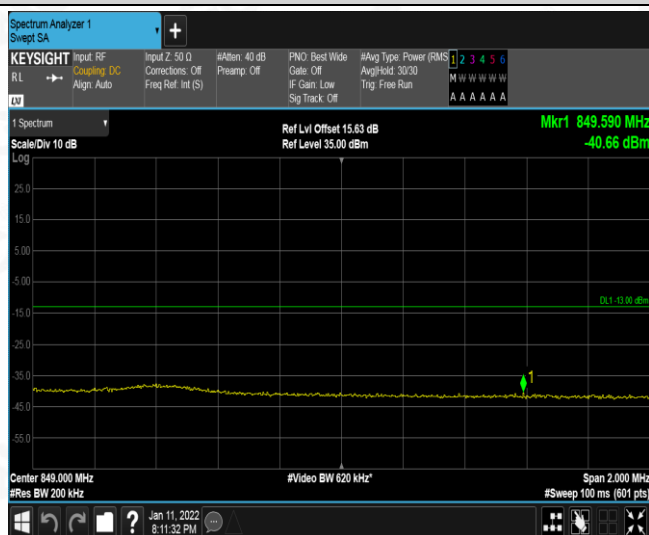 Spectrum Analyzer 1
Swept SA
+
KEYSIGHT
RL
Input: RF
Coupling: DC
Align: Auto
Input Z: 50 Ω
Corrections: Off
Freq Ref: Int (S)
#Atten: 40 dB
Preamp: Off
PNO: Best Wide
Gate: Off
IF Gain: Low
Sig Track: Off
#Avg Type: Power (RMS
Avg|Hold: 30/30
Trig: Free Run
1 2 3 4 5 6
M W W W W W
A A A A A A
1 Spectrum
Scale/Div 10 dB
Ref Lvl Offset 15.63 dB
Ref Level 35.00 dBm
Mkr1 849.590 MHz
-40.66 dBm
Log
25.0
15.0
5.00
-5.00
DL1 -13.00 dBm
-15.0
-25.0
-35.0
1
-45.0
-55.0
Center 849.000 MHz
#Res BW 200 kHz
#Video BW 620 kHz*
Span 2.000 MHz
#Sweep 100 ms (601 pts)
?
Jan 11, 2022
8:11:32 PM